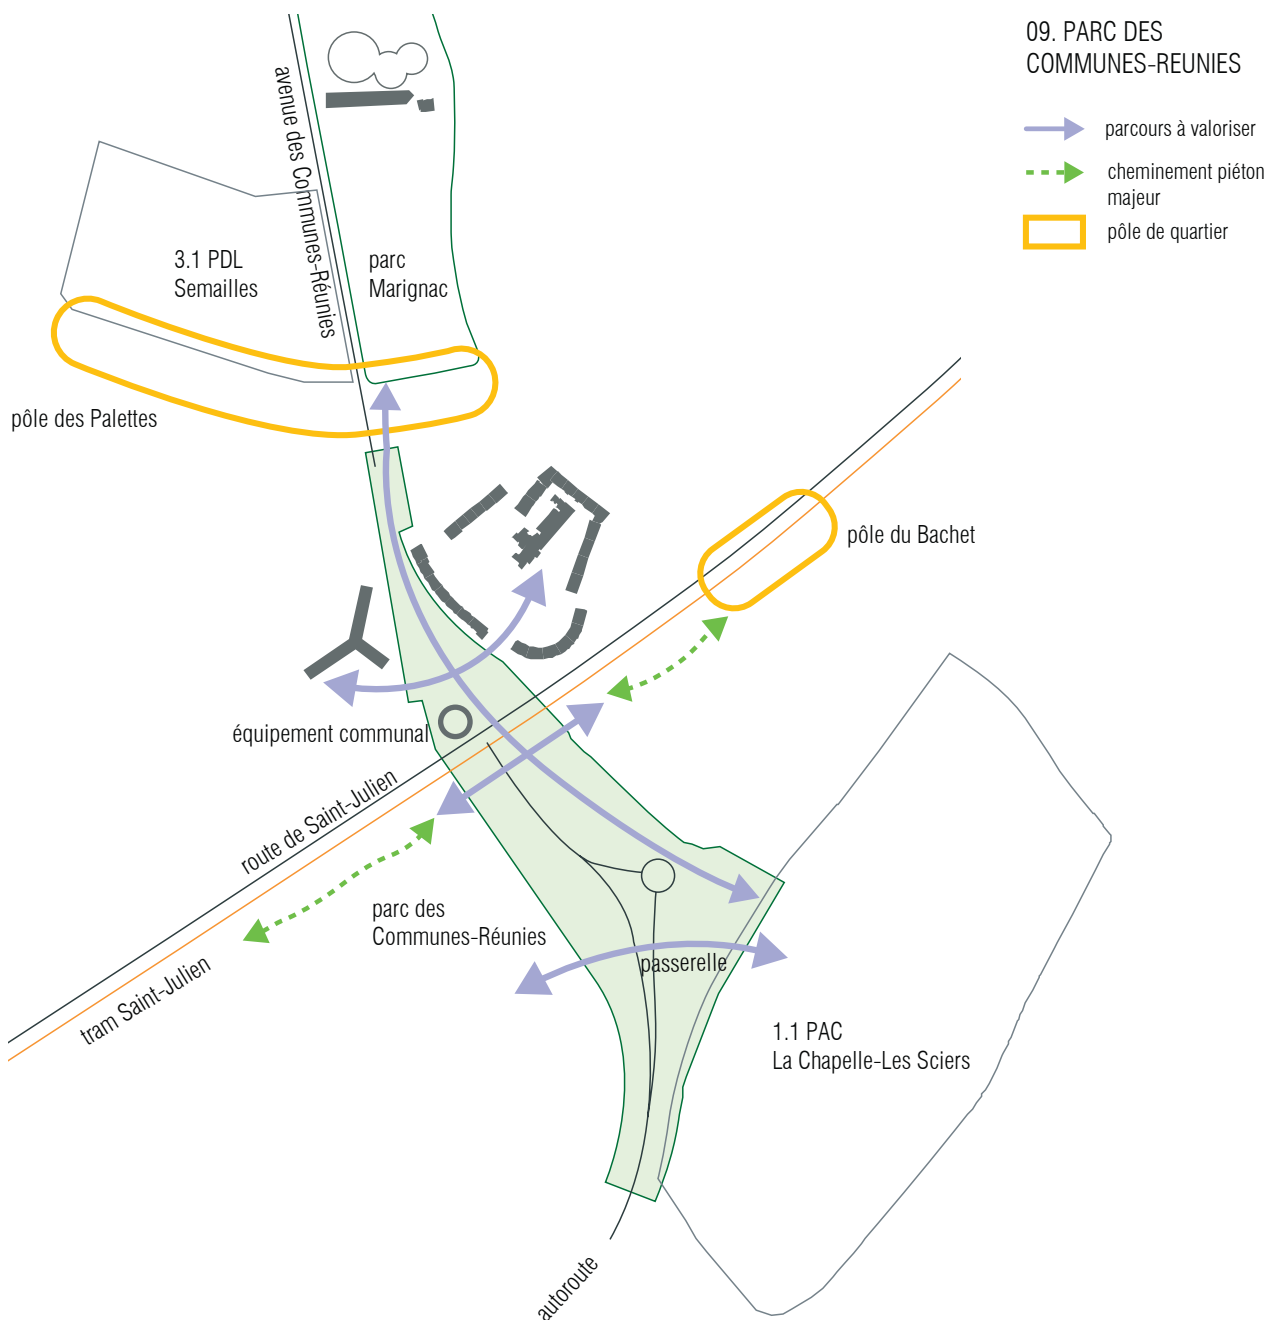 09. PARC DES
COMMUNES-REUNIES
parcours à valoriser
cheminement piéton
majeur
pôle de quartier
avenue des Communes-Réunies
3.1 PDL
Semailles
parc
Marignac
pôle des Palettes
pôle du Bachet
équipement communal
route de Saint-Julien
tram Saint-Julien
parc des
Communes-Réunies
passerelle
1.1 PAC
La Chapelle-Les Sciers
autoroute